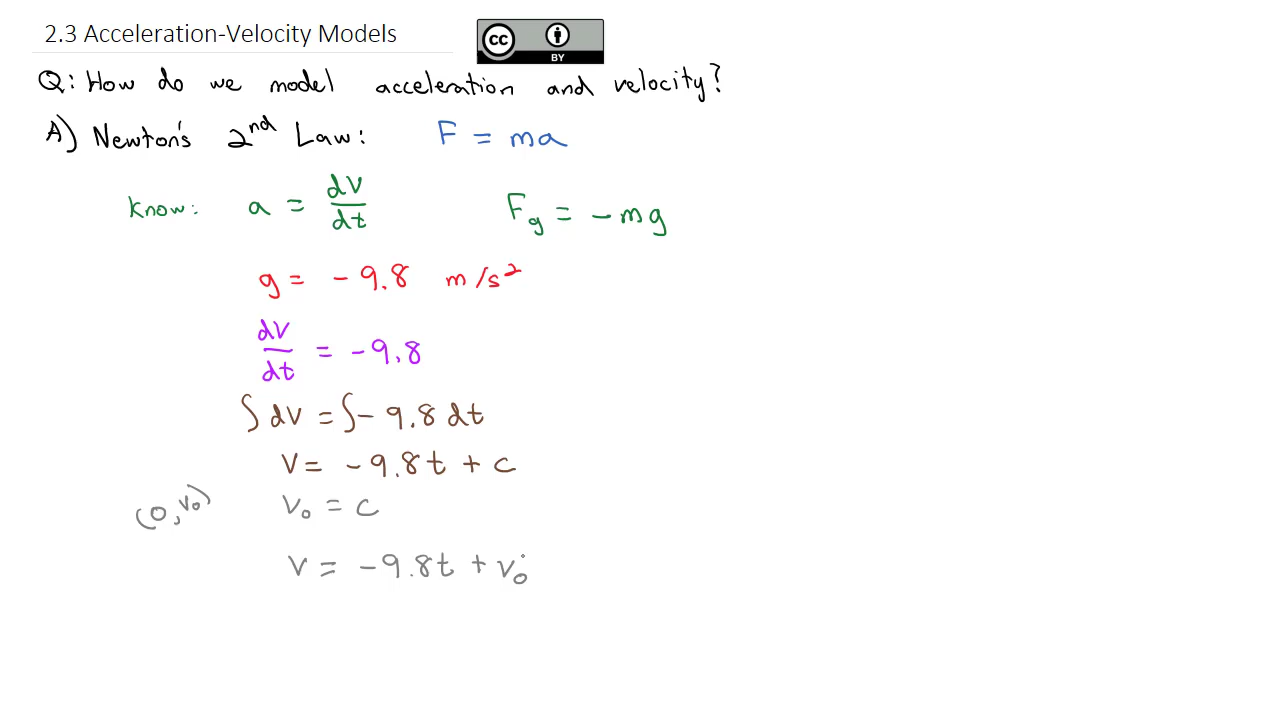 2.3 Acceleration-Velocity Models
CC BY
Q: How do we model acceleration and velocity?
A) Newton's 2nd Law: F = ma
Know: a = dV/dt Fg = -mg
g = -9.8 m/s²
dV/dt = -9.8
∫ dV = ∫ -9.8 dt
V = -9.8t + c
(0, V₀) V₀ = c
V = -9.8t + V₀